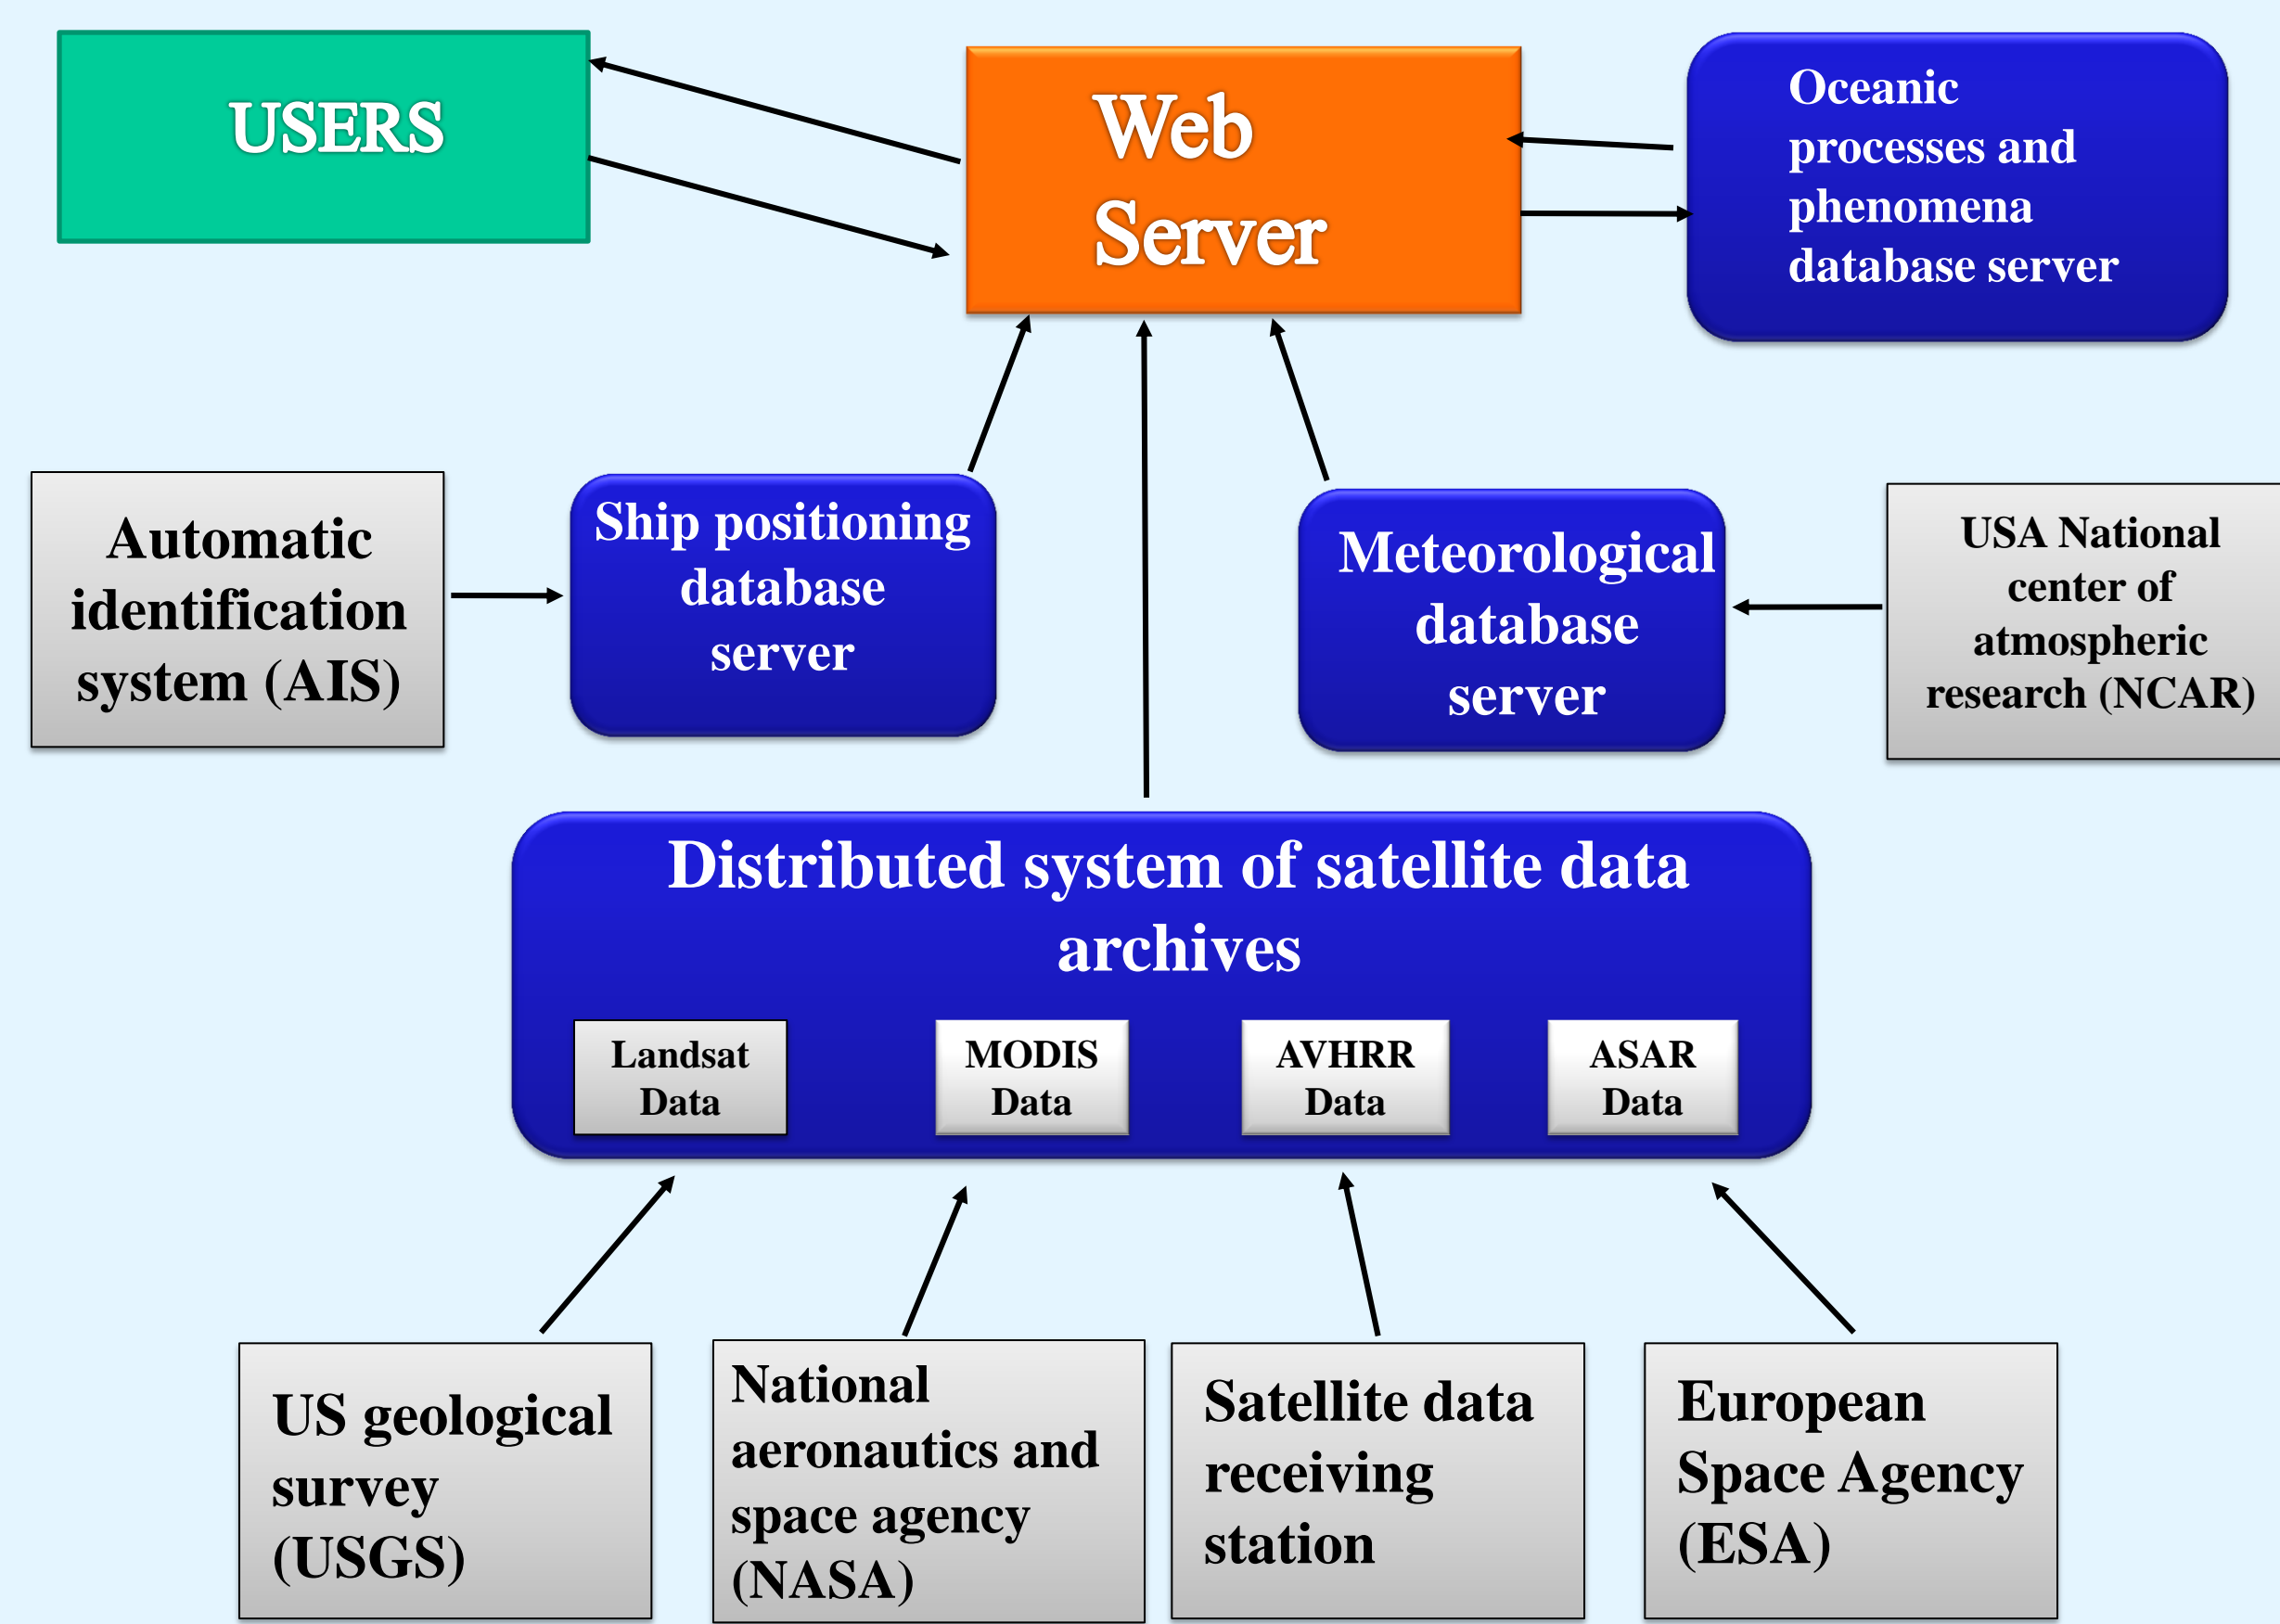 USERS
Web
Server
Oceanic
processes and
phenomena
database server
Automatic
identification
system (AIS)
Ship positioning
database
server
Meteorological
database
server
USA National
center of
atmospheric
research (NCAR)
Distributed system of satellite data
archives
Landsat
Data
MODIS
Data
AVHRR
Data
ASAR
Data
US geological
survey
(USGS)
National
aeronautics and
space agency
(NASA)
Satellite data
receiving
station
European
Space Agency
(ESA)